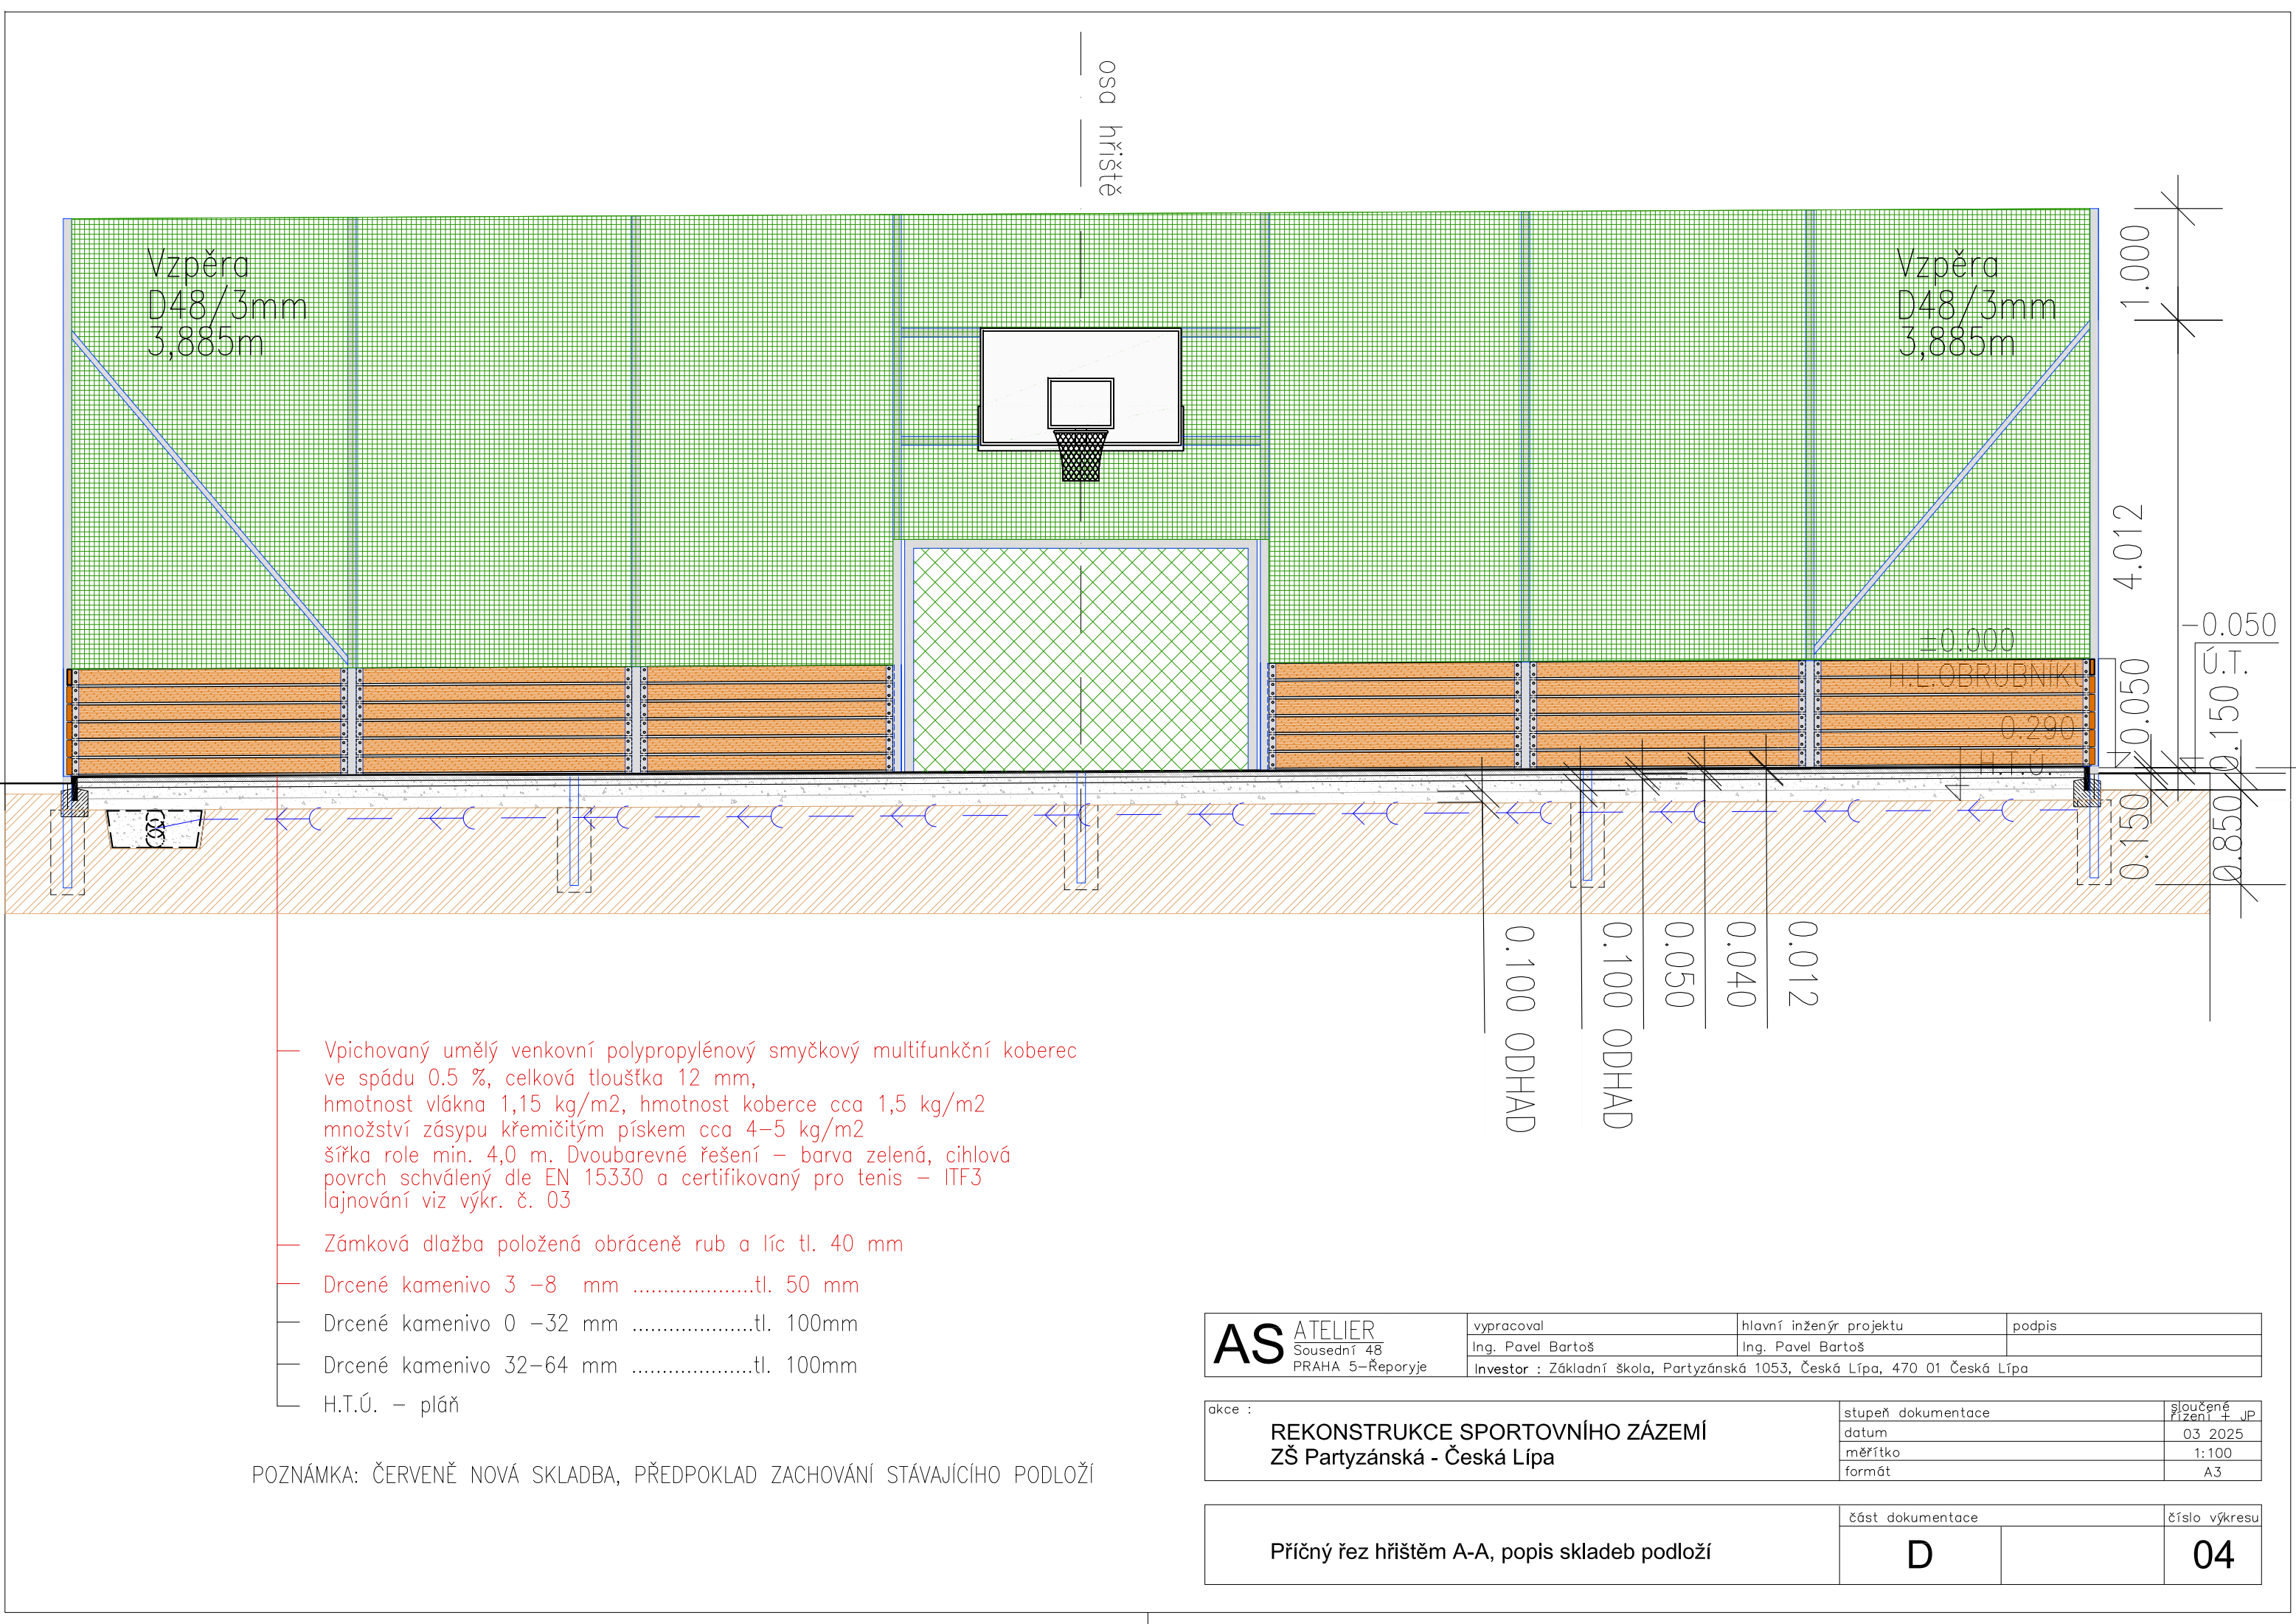 osa hřiště
Vzpěra
D48/3mm
3,885m
Vzpěra
D48/3mm
3,885m
1.000
4.012
±0.000
H.L.OBRUBNÍKU
0.290
H.T.Ú.
-0.050
Ú.T.
0.050
0.150
0.150
0.850
0.100 ODHAD
0.100 ODHAD
0.050
0.040
0.012
Vpichovaný umělý venkovní polypropylénový smyčkový multifunkční koberec
ve spádu 0.5 %, celková tloušťka 12 mm,
hmotnost vlákna 1,15 kg/m2, hmotnost koberce cca 1,5 kg/m2
množství zásypu křemičitým pískem cca 4-5 kg/m2
šířka role min. 4,0 m. Dvoubarevné řešení - barva zelená, cihlová
povrch schválený dle EN 15330 a certifikovaný pro tenis - ITF3
lajnování viz výkr. č. 03
Zámková dlažba položená obráceně rub a líc tl. 40 mm
Drcené kamenivo 3 -8 mm ....................tl. 50 mm
Drcené kamenivo 0 -32 mm ....................tl. 100mm
Drcené kamenivo 32-64 mm ....................tl. 100mm
H.T.Ú. - pláň
POZNÁMKA: ČERVENĚ NOVÁ SKLADBA, PŘEDPOKLAD ZACHOVÁNÍ STÁVAJÍCÍHO PODLOŽÍ
AS ATELIER
Sousední 48
PRAHA 5-Řeporyje
vypracoval
hlavní inženýr projektu
podpis
Ing. Pavel Bartoš
Ing. Pavel Bartoš
Investor : Základní škola, Partyzánská 1053, Česká Lípa, 470 01 Česká Lípa
akce :
REKONSTRUKCE SPORTOVNÍHO ZÁZEMÍ
ZŠ Partyzánská - Česká Lípa
stupeň dokumentace
sloučené
řízení + JP
datum
03 2025
měřítko
1:100
formát
A3
Příčný řez hřištěm A-A, popis skladeb podloží
část dokumentace
D
číslo výkresu
04